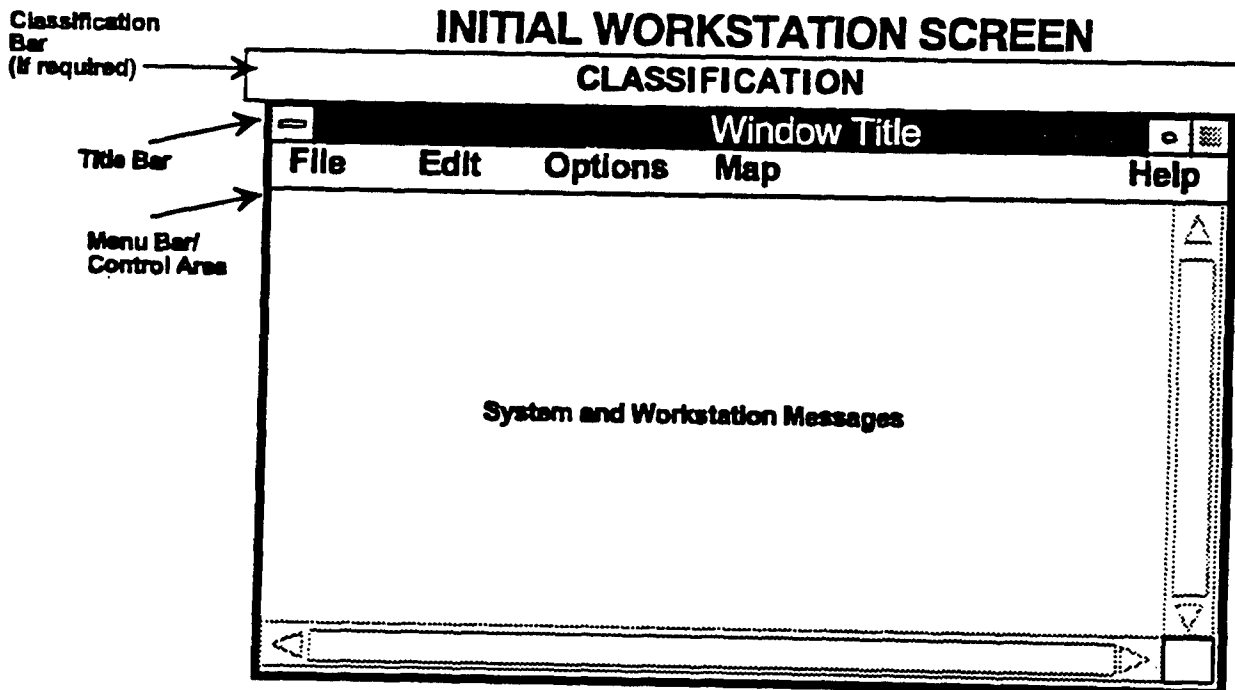 INITIAL WORKSTATION SCREEN
Classification
Bar
(if required)
CLASSIFICATION
Window Title
Title Bar
File Edit Options Map Help
Menu Bar/
Control Area
System and Workstation Messages